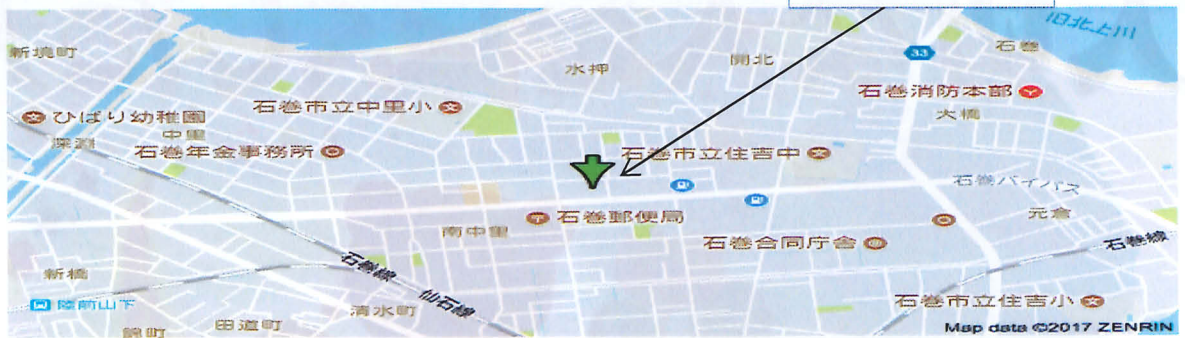 旧北上川
新境町
石巻
33
開北
水押
石巻消防本部
石巻市立中里小
ひばり幼稚園
大橋
中里
深淵
石巻年金事務所
石巻市立住吉中
石巻バイパス
元倉
石巻郵便局
南中里
石巻合同庁舎
石巻線
石巻線
新橋
仙石線
陸前山下
石巻市立住吉小
清水町
田道町
錦町
Map data ©2017 ZENRIN